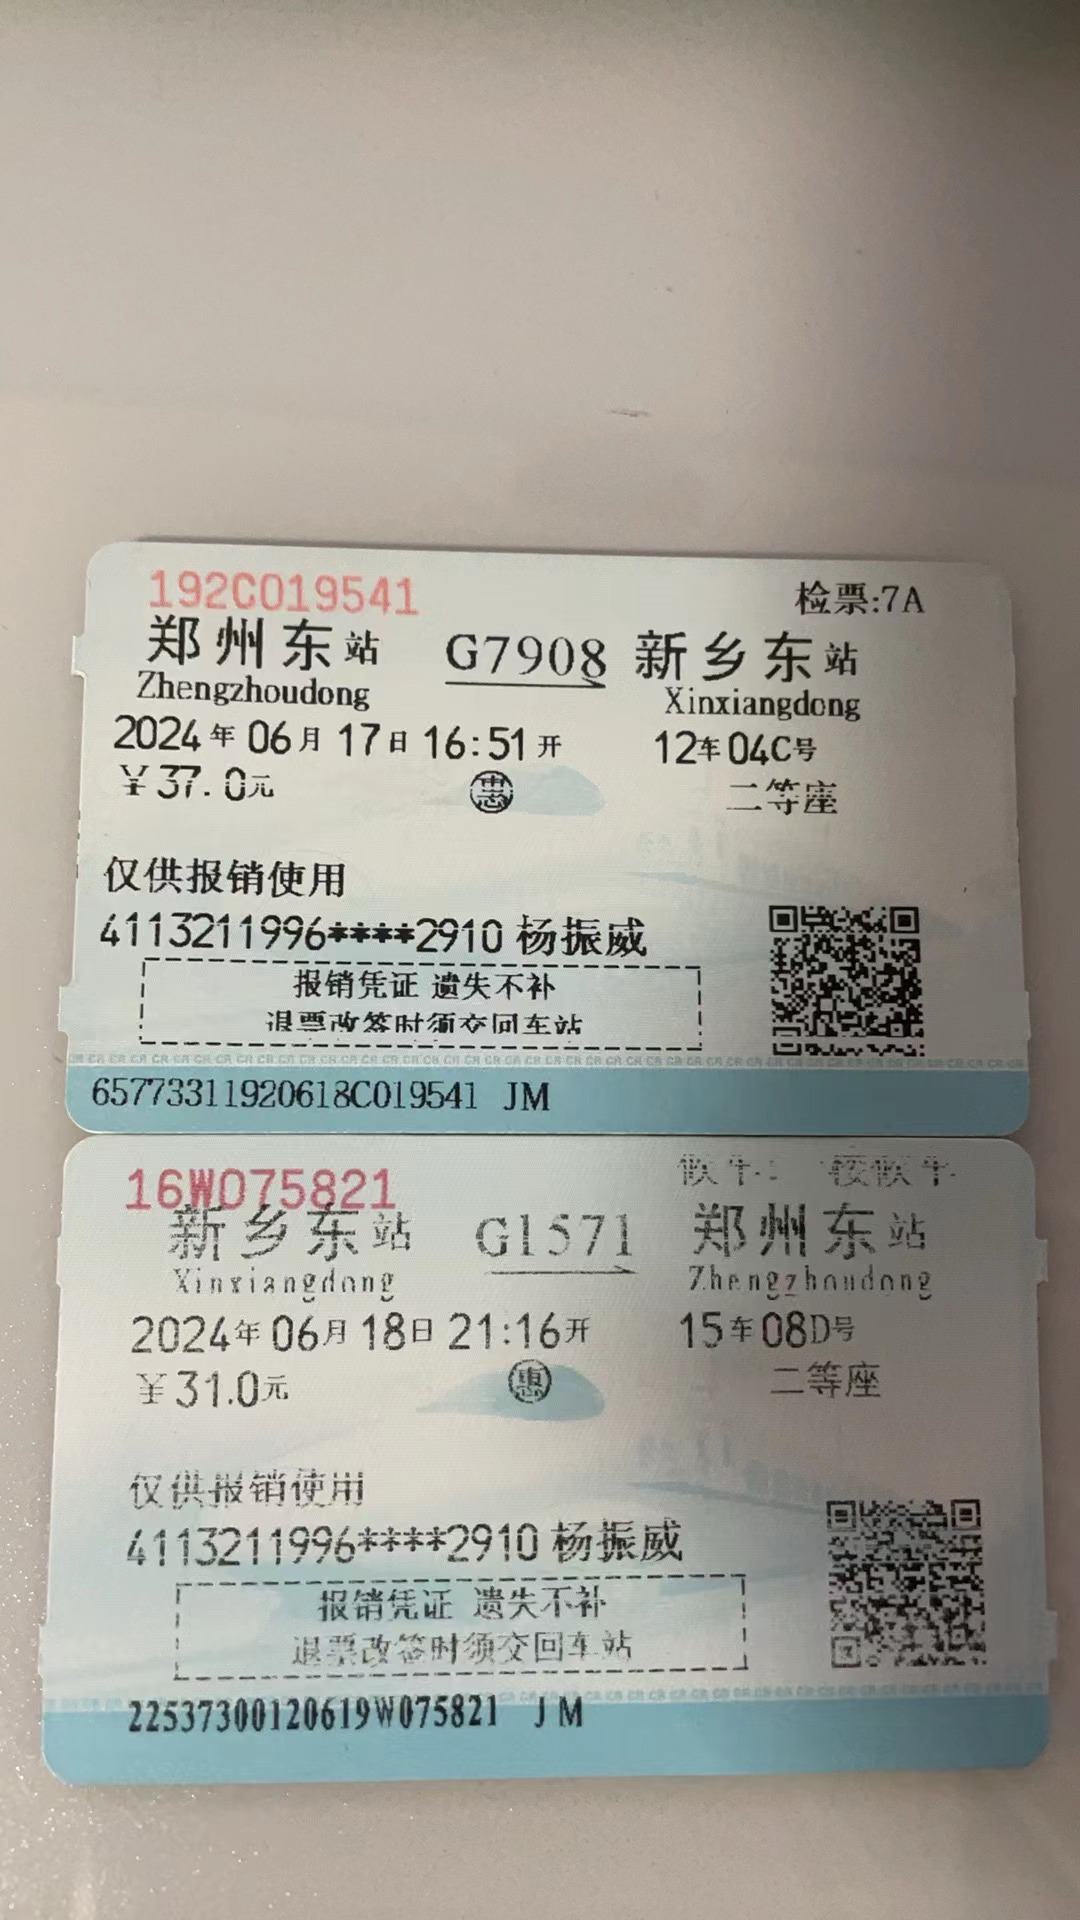 192C019541 检票:7A
郑州东站 G7908 新乡东站
Zhengzhoudong Xinxiangdong
2024年06月17日 16:51开 12车04C号
￥37.0元 惠 二等座
仅供报销使用
4113211996****2910 杨振威
报销凭证 遗失不补
退票改签时须交回车站
65773311920618C019541 JM
16W075821
新乡东站 G1571 郑州东站
Xinxiangdong Zhengzhoudong
2024年06月18日 21:16开 15车08D号
￥31.0元 惠 二等座
仅供报销使用
4113211996****2910 杨振威
报销凭证 遗失不补
退票改签时须交回车站
22537300120619W075821 JM